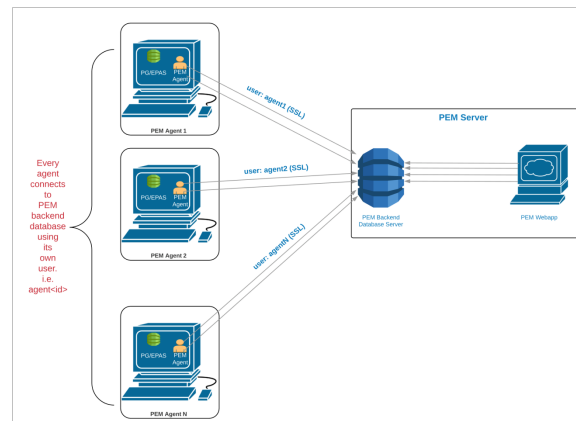 PG/EPAS
PEM
Agent
PEM Agent 1
user: agent1 (SSL)
PEM Server
Every
agent
connects
to
PEM
backend
database
using
its
own
user.
i.e.
agent<id>.
PG/EPAS
PEM
Agent
PEM Agent 2
user: agent2 (SSL)
PEM Backend
Database Server
PEM Webapp
user: agentN (SSL)
PG/EPAS
PEM
Agent
PEM Agent N